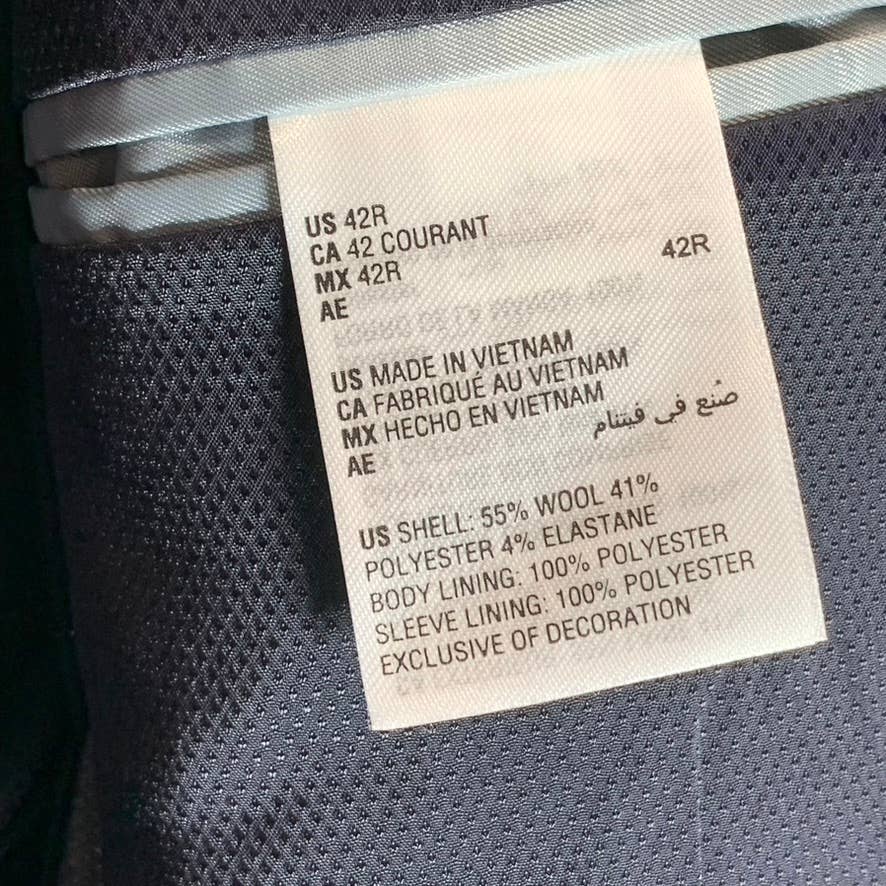 US 42R
CA 42 COURANT
MX 42R
AE 42R
US MADE IN VIETNAM
CA FABRIQUÉ AU VIETNAM
MX HECHO EN VIETNAM
AE صُنع في فيتنام
US SHELL: 55% WOOL 41%
POLYESTER 4% ELASTANE
BODY LINING: 100% POLYESTER
SLEEVE LINING: 100% POLYESTER
EXCLUSIVE OF DECORATION